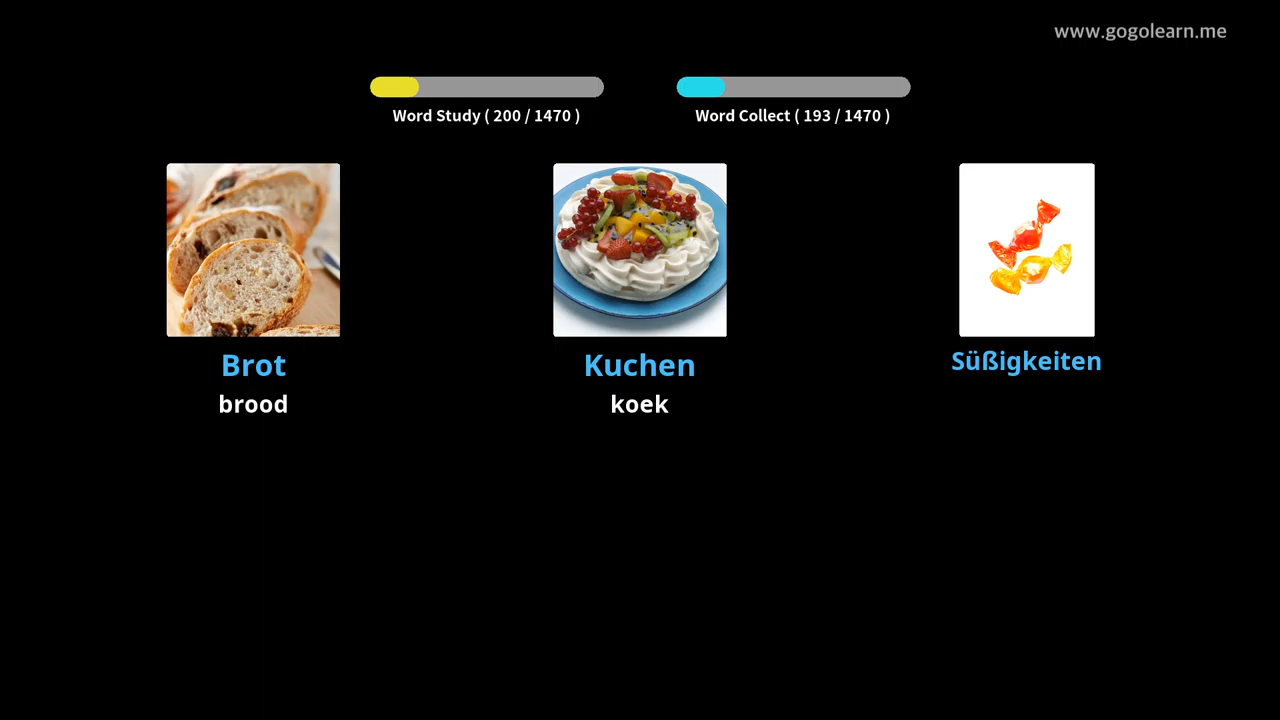 www.gogolearn.me
Word Study ( 200 / 1470 )
Word Collect ( 193 / 1470 )
Brot
brood
Kuchen
koek
Süßigkeiten